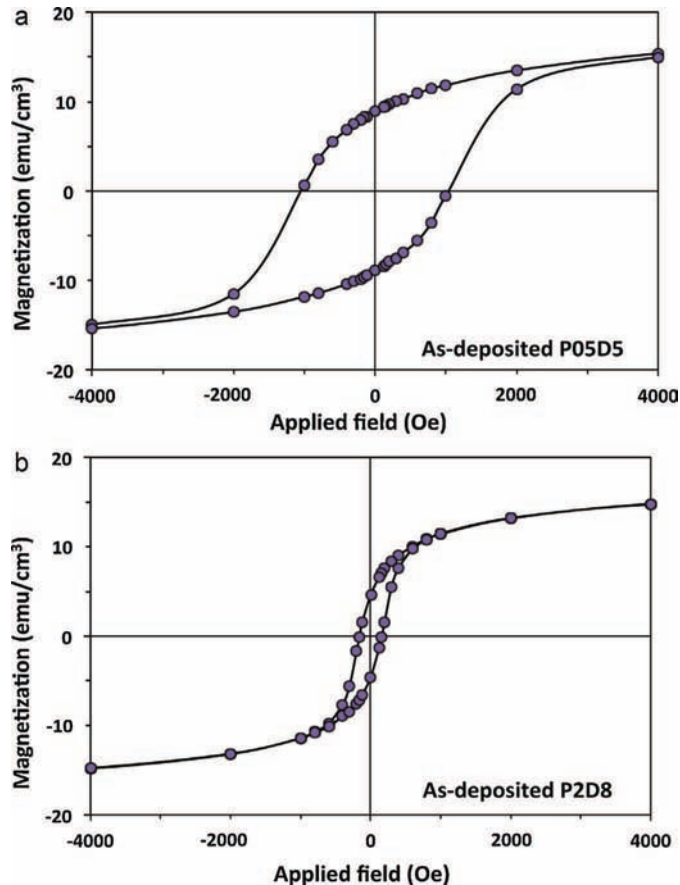 a
20
10
0
-10
-20
Magnetization (emu/cm³)
As-deposited P05D5
-4000 -2000 0 2000 4000
Applied field (Oe)
b
20
10
0
-10
-20
Magnetization (emu/cm³)
As-deposited P2D8
-4000 -2000 0 2000 4000
Applied field (Oe)